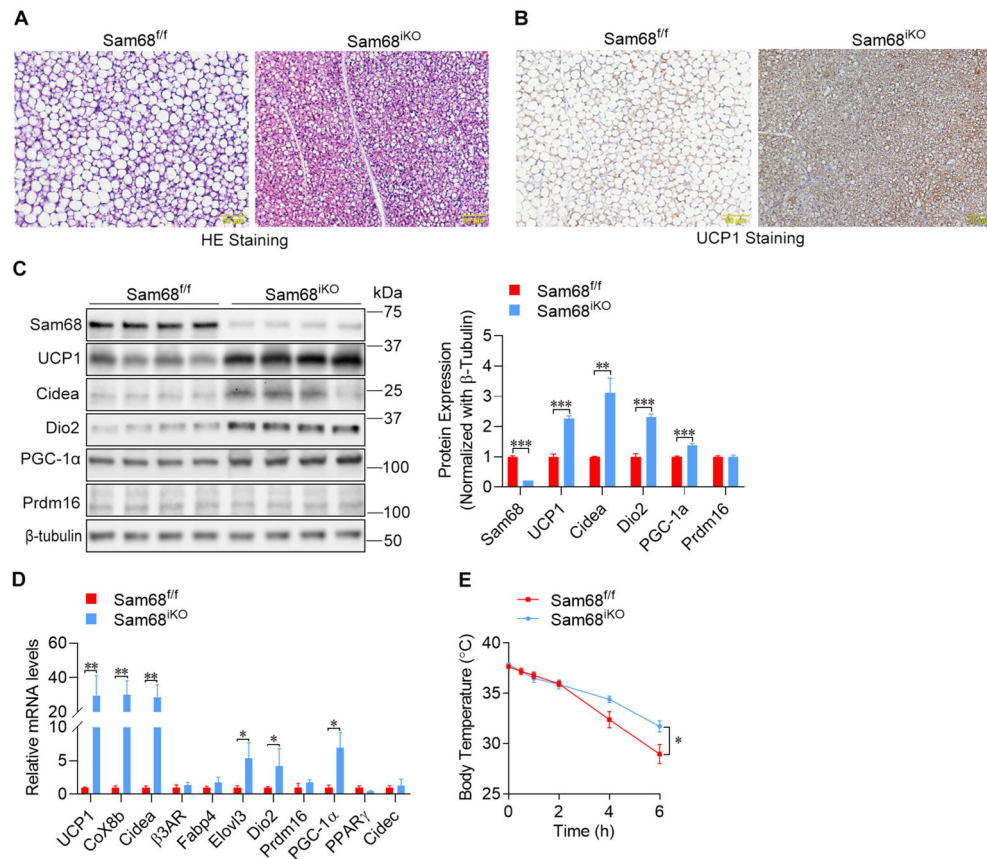 A
B
Sam68f/f
Sam68iKO
Sam68f/f
Sam68iKO
HE Staining
UCP1 Staining
C
Sam68f/f
Sam68iKO
kDa
Sam68
75
UCP1
37
Cidea
25
Dio2
37
PGC-1α
100
Prdm16
100
β-tubulin
50
Sam68f/f
Sam68iKO
Protein Expression
(Normalized with β-Tubulin)
5
4
3
2
1
0
***
***
**
***
***
Sam68
UCP1
Cidea
Dio2
PGC-1a
Prdm16
D
Sam68f/f
Sam68iKO
Relative mRNA levels
60
40
20
10
5
0
**
**
**
*
*
*
UCP1
CoX8b
Cidea
β3AR
Fabp4
Elovl3
Dio2
Prdm16
PGC-1α
PPARγ
Cidec
E
Sam68f/f
Sam68iKO
Body Temperature (°C)
40
35
30
25
*
0
2
4
6
Time (h)